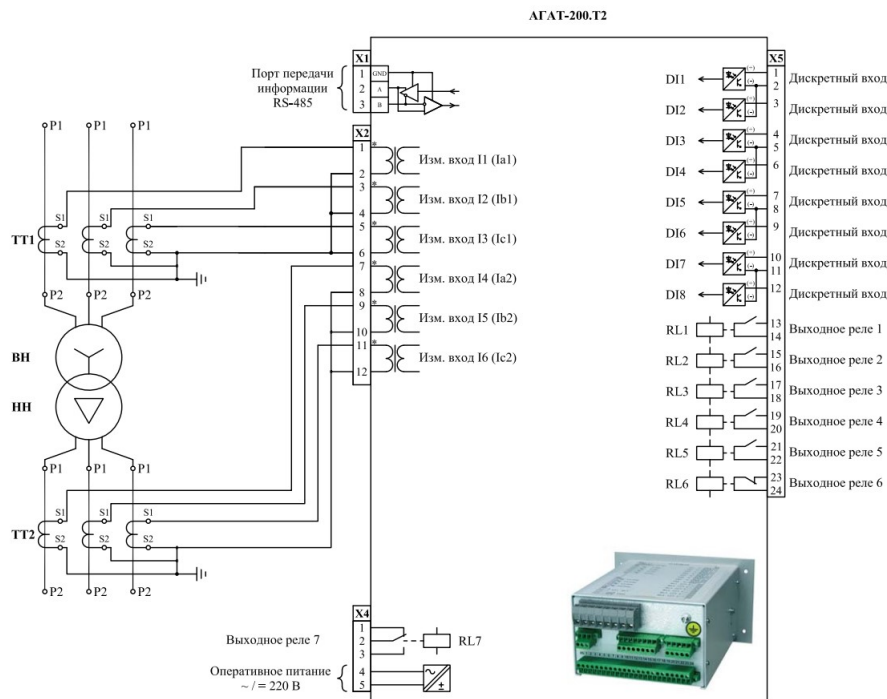 АГАТ-200.Т2
X1
Порт передачи
информации
RS-485
1 GND
2 A
3 B
X2
P1 P1 P1
1 * Изм. вход I1 (Ia1)
2
3 * Изм. вход I2 (Ib1)
4
5 * Изм. вход I3 (Ic1)
6
7 * Изм. вход I4 (Ia2)
8
9 * Изм. вход I5 (Ib2)
10
11 * Изм. вход I6 (Ic2)
12
S1 S1 S1
ТТ1
S2 S2 S2
P2 P2 P2
ВН
НН
P1 P1 P1
S1 S1 S1
ТТ2
S2 S2 S2
P2 P2 P2
X4
1
Выходное реле 7 2 RL7
3
Оперативное питание 4
~ / = 220 В 5
~
±
X5
DI1 (~) 1 Дискретный вход
(-) 2
DI2 (~) 3 Дискретный вход
(-)
DI3 (~) 4 Дискретный вход
(-) 5
DI4 (~) 6 Дискретный вход
(-)
DI5 (~) 7 Дискретный вход
(-) 8
DI6 (~) 9 Дискретный вход
(-)
DI7 (~) 10 Дискретный вход
(-) 11
DI8 (~) 12 Дискретный вход
(-)
RL1 13 Выходное реле 1
14
RL2 15 Выходное реле 2
16
RL3 17 Выходное реле 3
18
RL4 19 Выходное реле 4
20
RL5 21 Выходное реле 5
22
RL6 23 Выходное реле 6
24